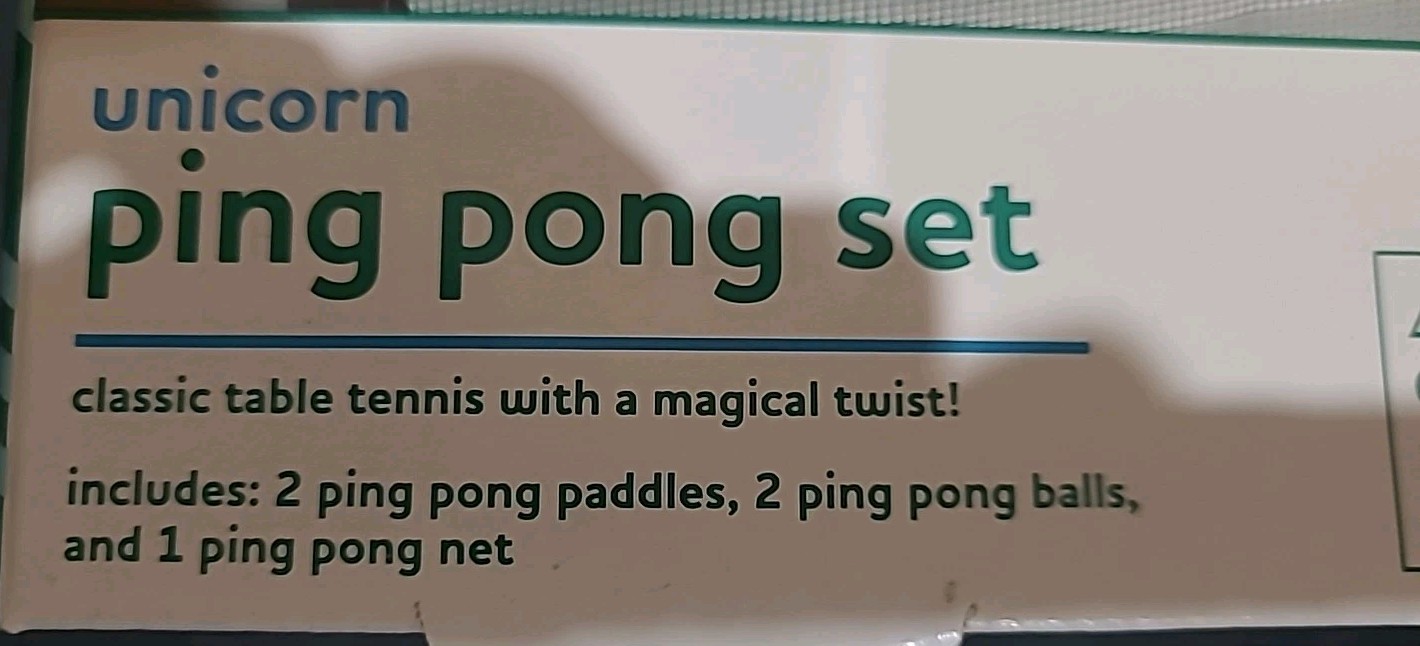 unicorn
ping pong set
classic table tennis with a magical twist!
includes: 2 ping pong paddles, 2 ping pong balls,
and 1 ping pong net